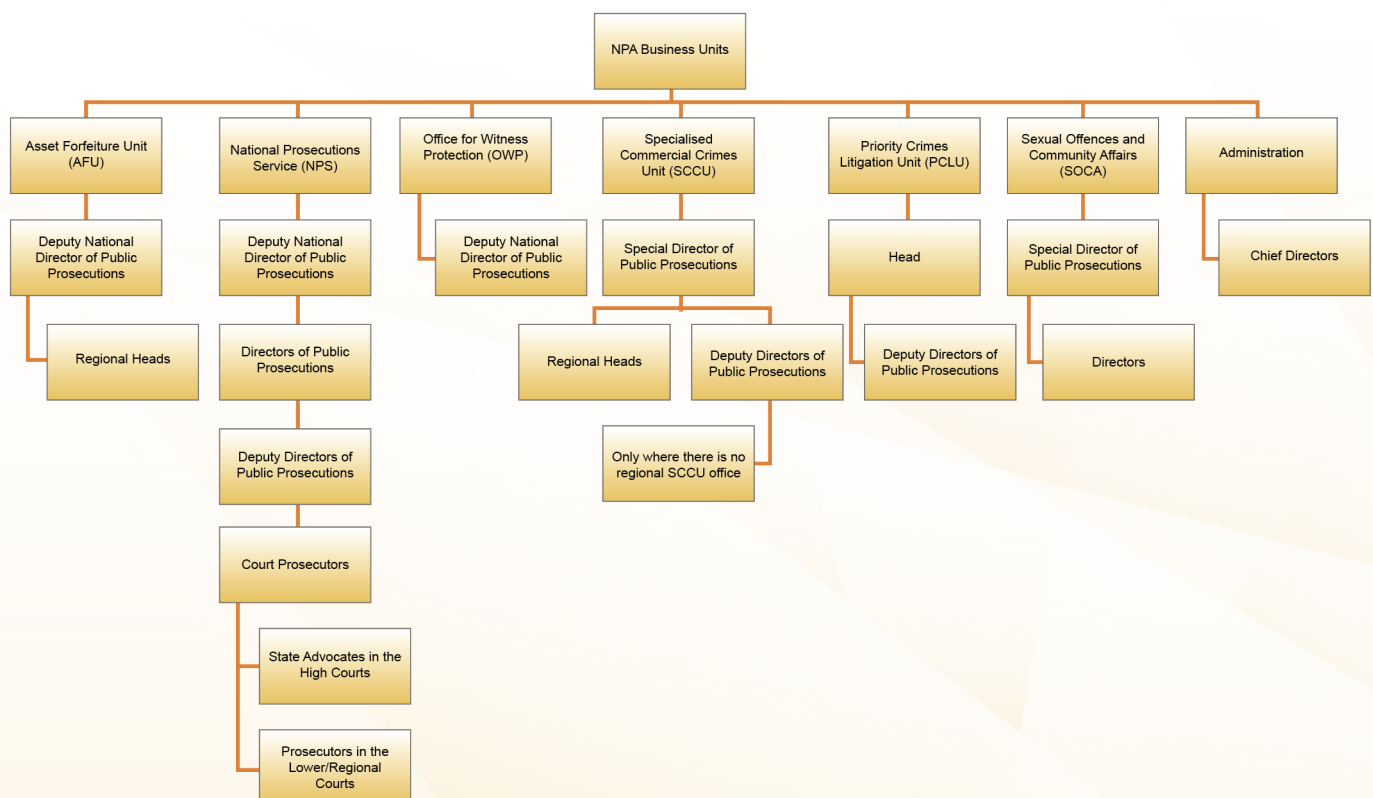 NPA Business Units
Asset Forfeiture Unit
(AFU)
National Prosecutions
Service (NPS)
Office for Witness
Protection (OWP)
Specialised
Commercial Crimes
Unit (SCCU)
Priority Crimes
Litigation Unit (PCLU)
Sexual Offences and
Community Affairs
(SOCA)
Administration
Deputy National
Director of Public
Prosecutions
Deputy National
Director of Public
Prosecutions
Deputy National
Director of Public
Prosecutions
Special Director of
Public Prosecutions
Head
Special Director of
Public Prosecutions
Chief Directors
Regional Heads
Directors of Public
Prosecutions
Regional Heads
Deputy Directors of
Public Prosecutions
Deputy Directors of
Public Prosecutions
Directors
Deputy Directors of
Public Prosecutions
Only where there is no
regional SCCU office
Court Prosecutors
State Advocates in the
High Courts
Prosecutors in the
Lower/Regional
Courts